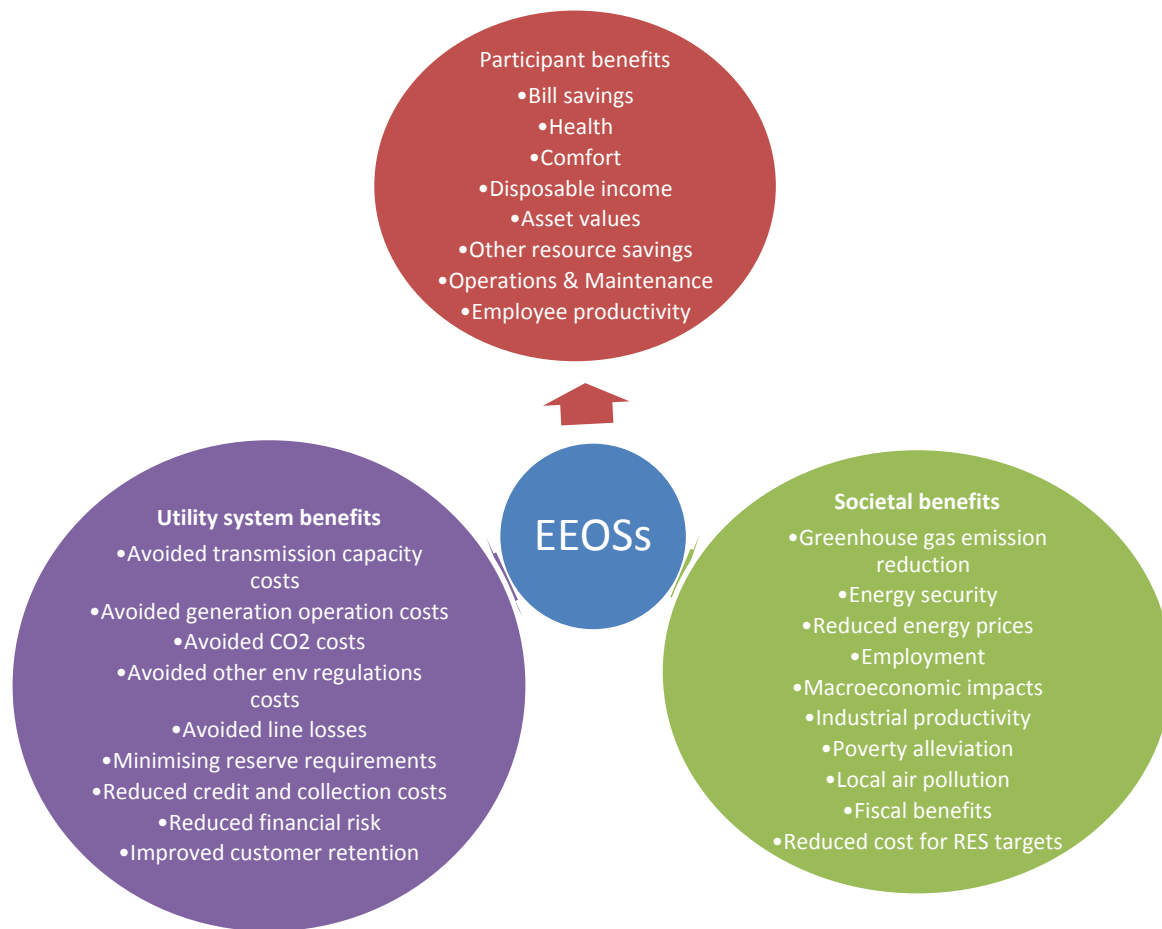 Participant benefits
•Bill savings
•Health
•Comfort
•Disposable income
•Asset values
•Other resource savings
•Operations & Maintenance
•Employee productivity
EEOSs
Utility system benefits
•Avoided transmission capacity
costs
•Avoided generation operation costs
•Avoided CO2 costs
•Avoided other env regulations
costs
•Avoided line losses
•Minimising reserve requirements
•Reduced credit and collection costs
•Reduced financial risk
•Improved customer retention
Societal benefits
•Greenhouse gas emission
reduction
•Energy security
•Reduced energy prices
•Employment
•Macroeconomic impacts
•Industrial productivity
•Poverty alleviation
•Local air pollution
•Fiscal benefits
•Reduced cost for RES targets